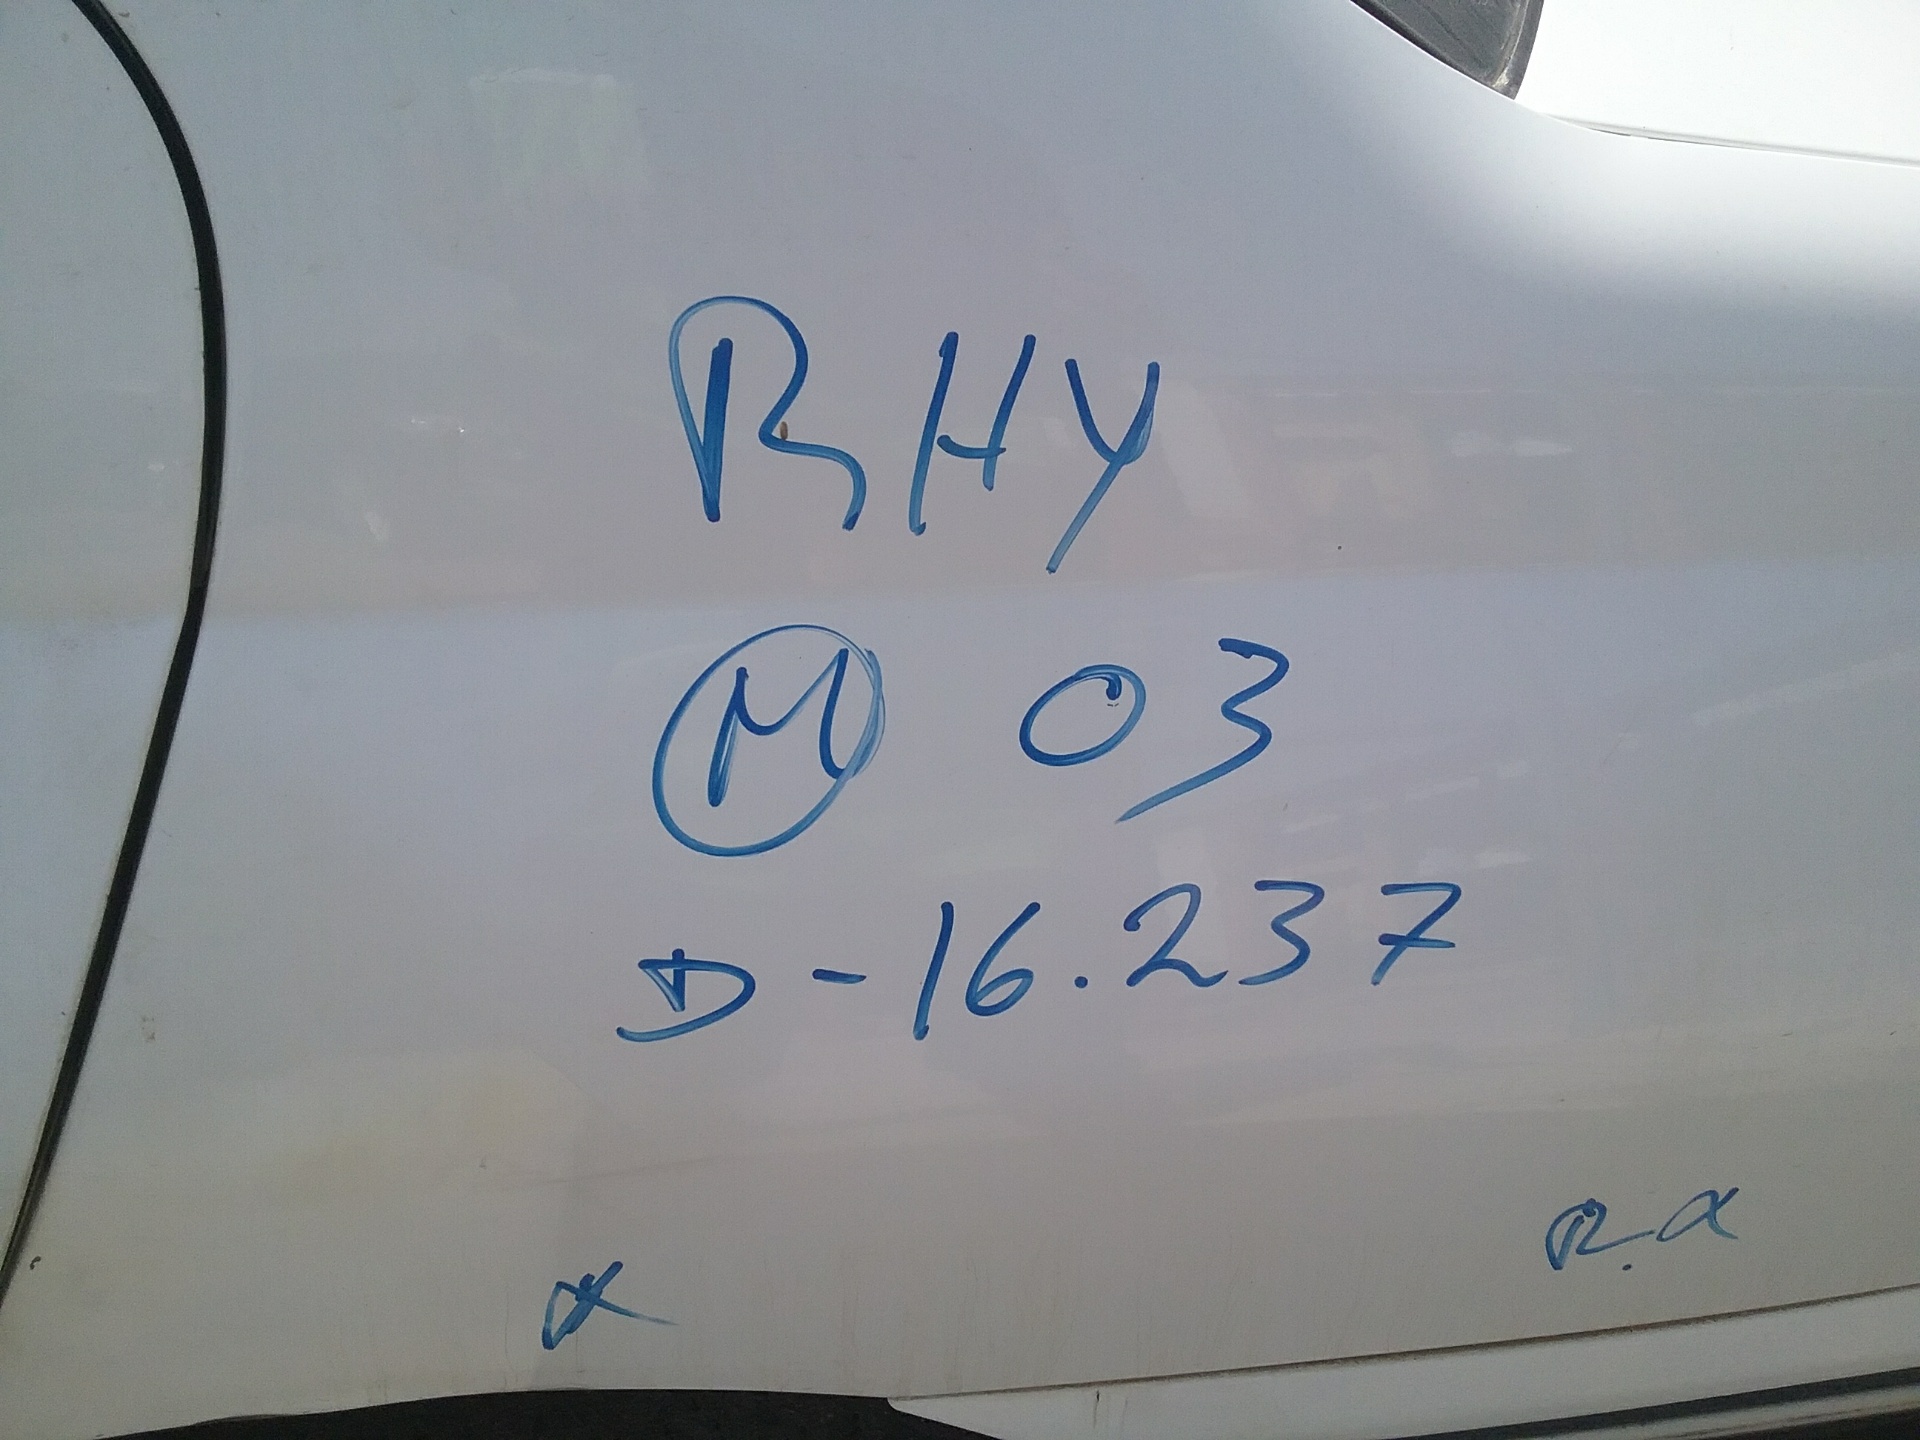 RHY
M 03
D-16.237
R.α
x